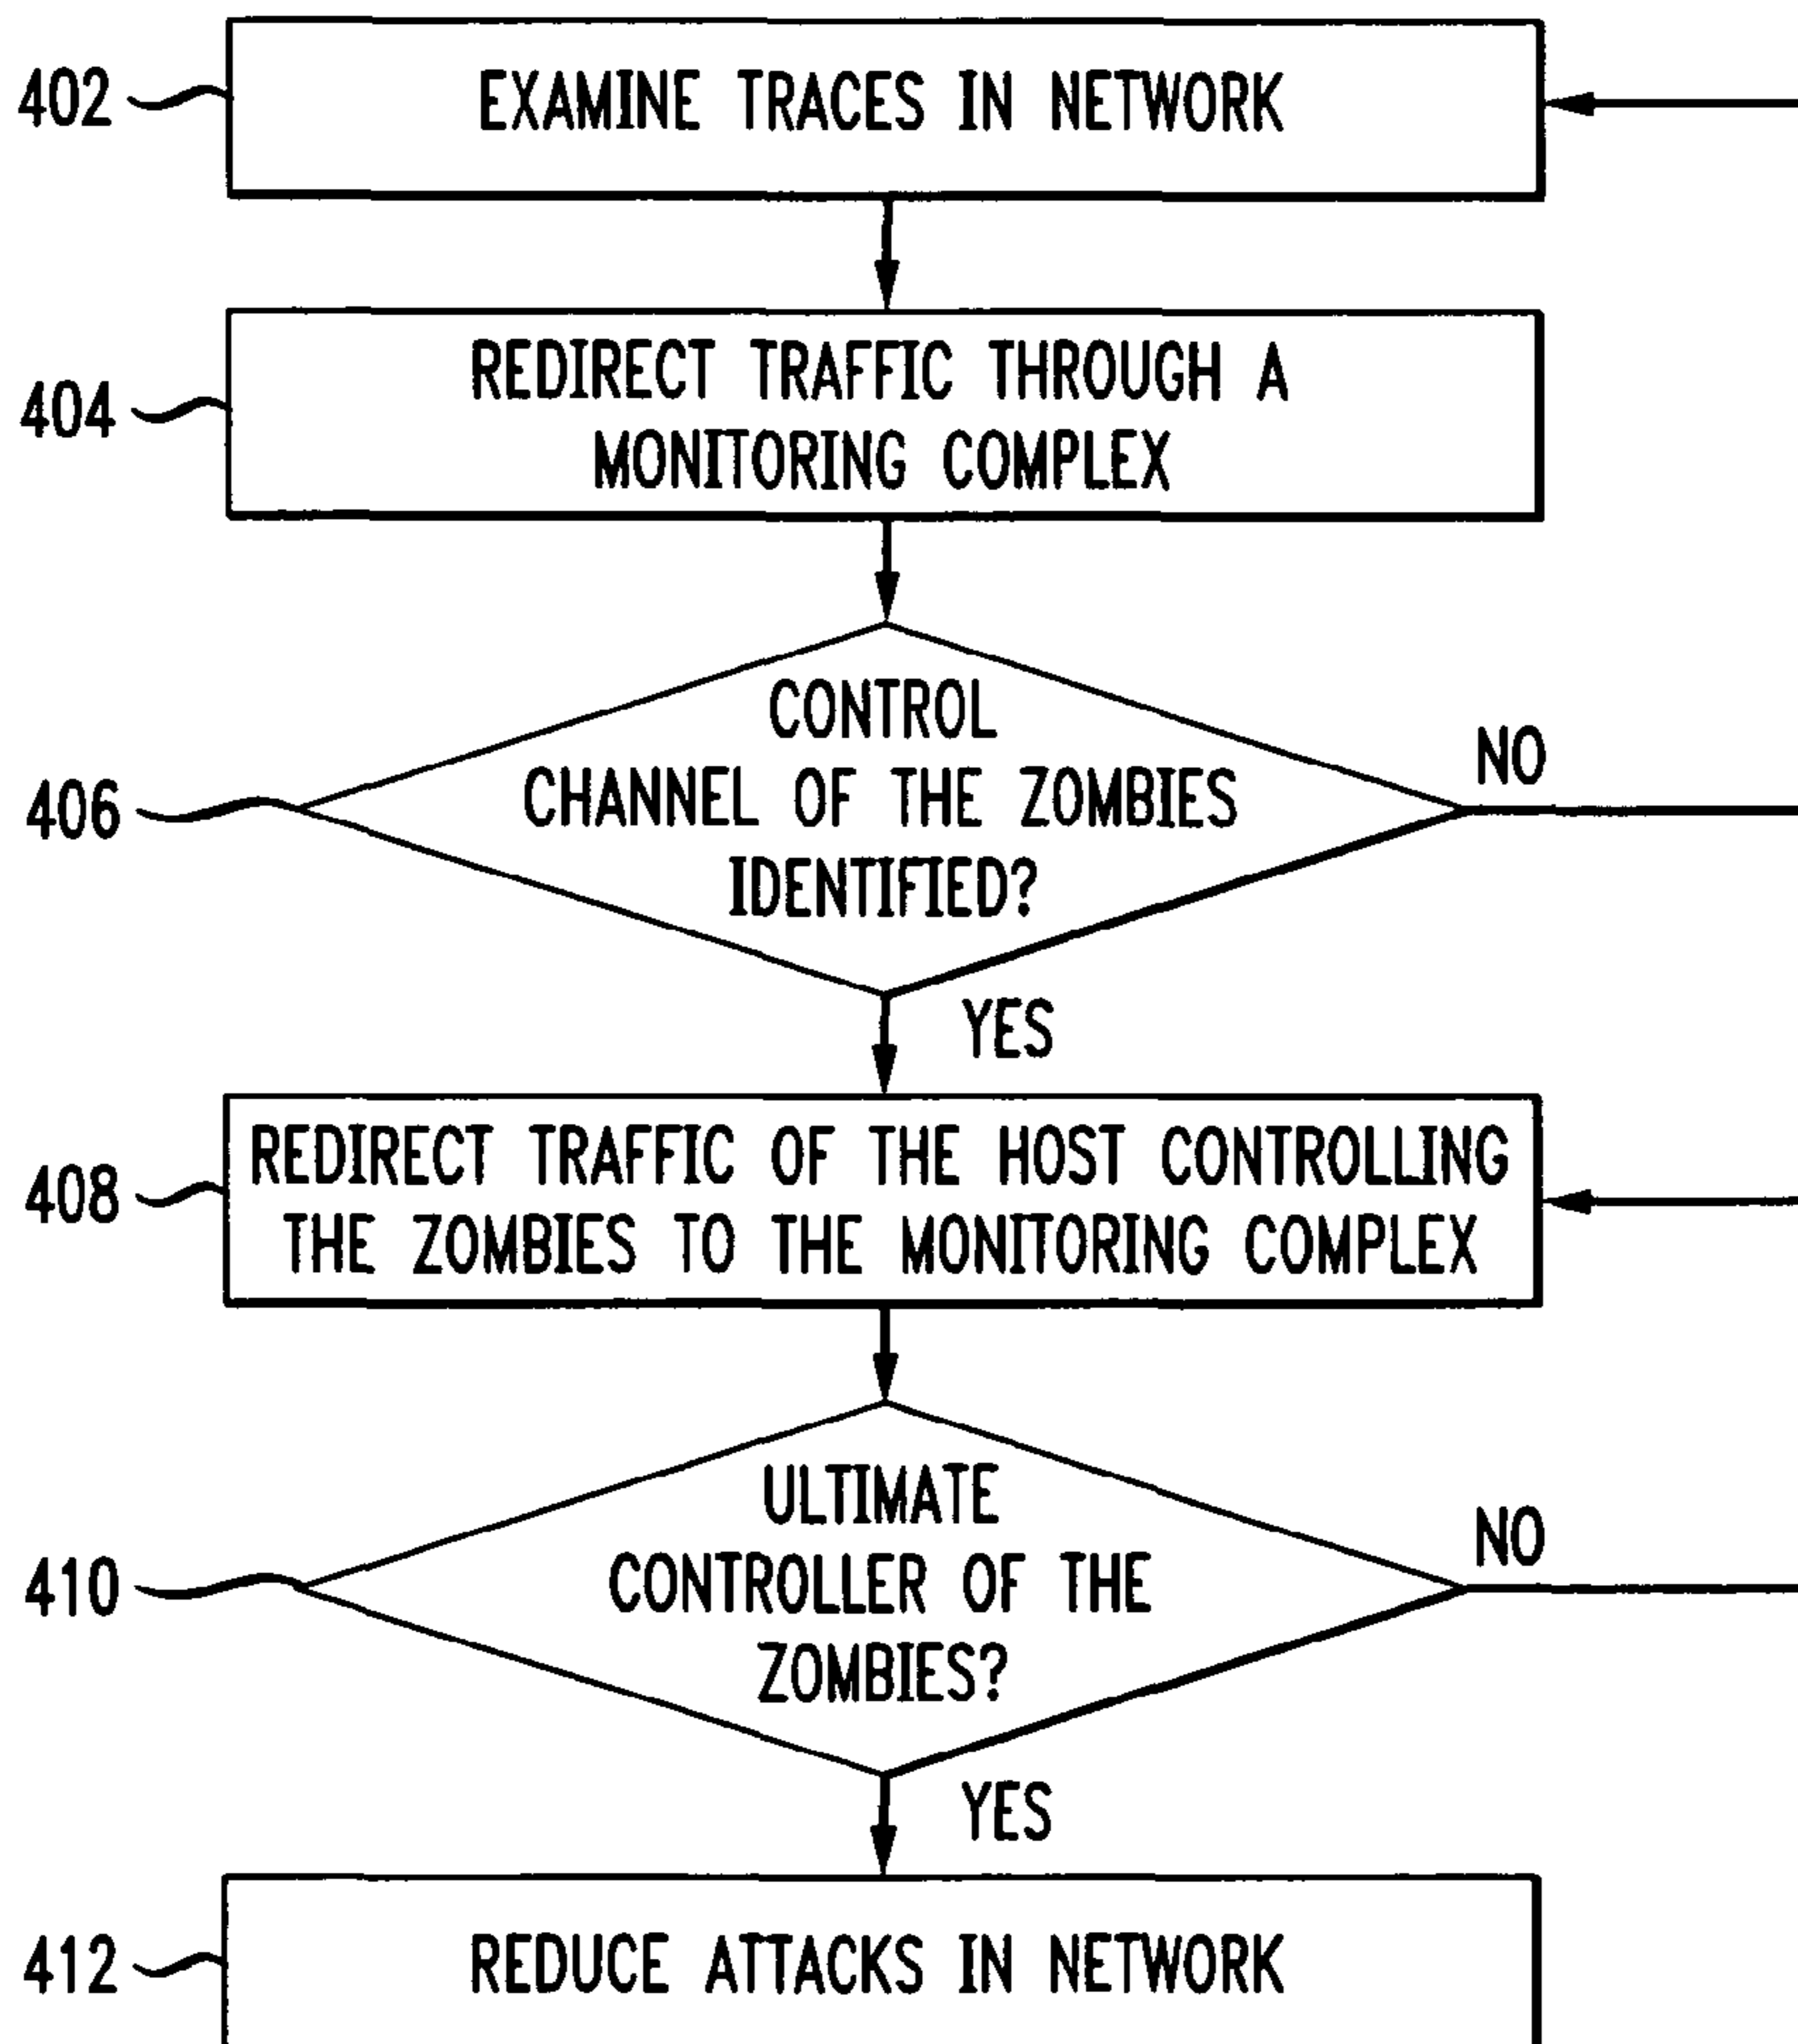 402
EXAMINE TRACES IN NETWORK
404
REDIRECT TRAFFIC THROUGH A
MONITORING COMPLEX
406
CONTROL
CHANNEL OF THE ZOMBIES
IDENTIFIED?
NO
YES
408
REDIRECT TRAFFIC OF THE HOST CONTROLLING
THE ZOMBIES TO THE MONITORING COMPLEX
410
ULTIMATE
CONTROLLER OF THE
ZOMBIES?
NO
YES
412
REDUCE ATTACKS IN NETWORK